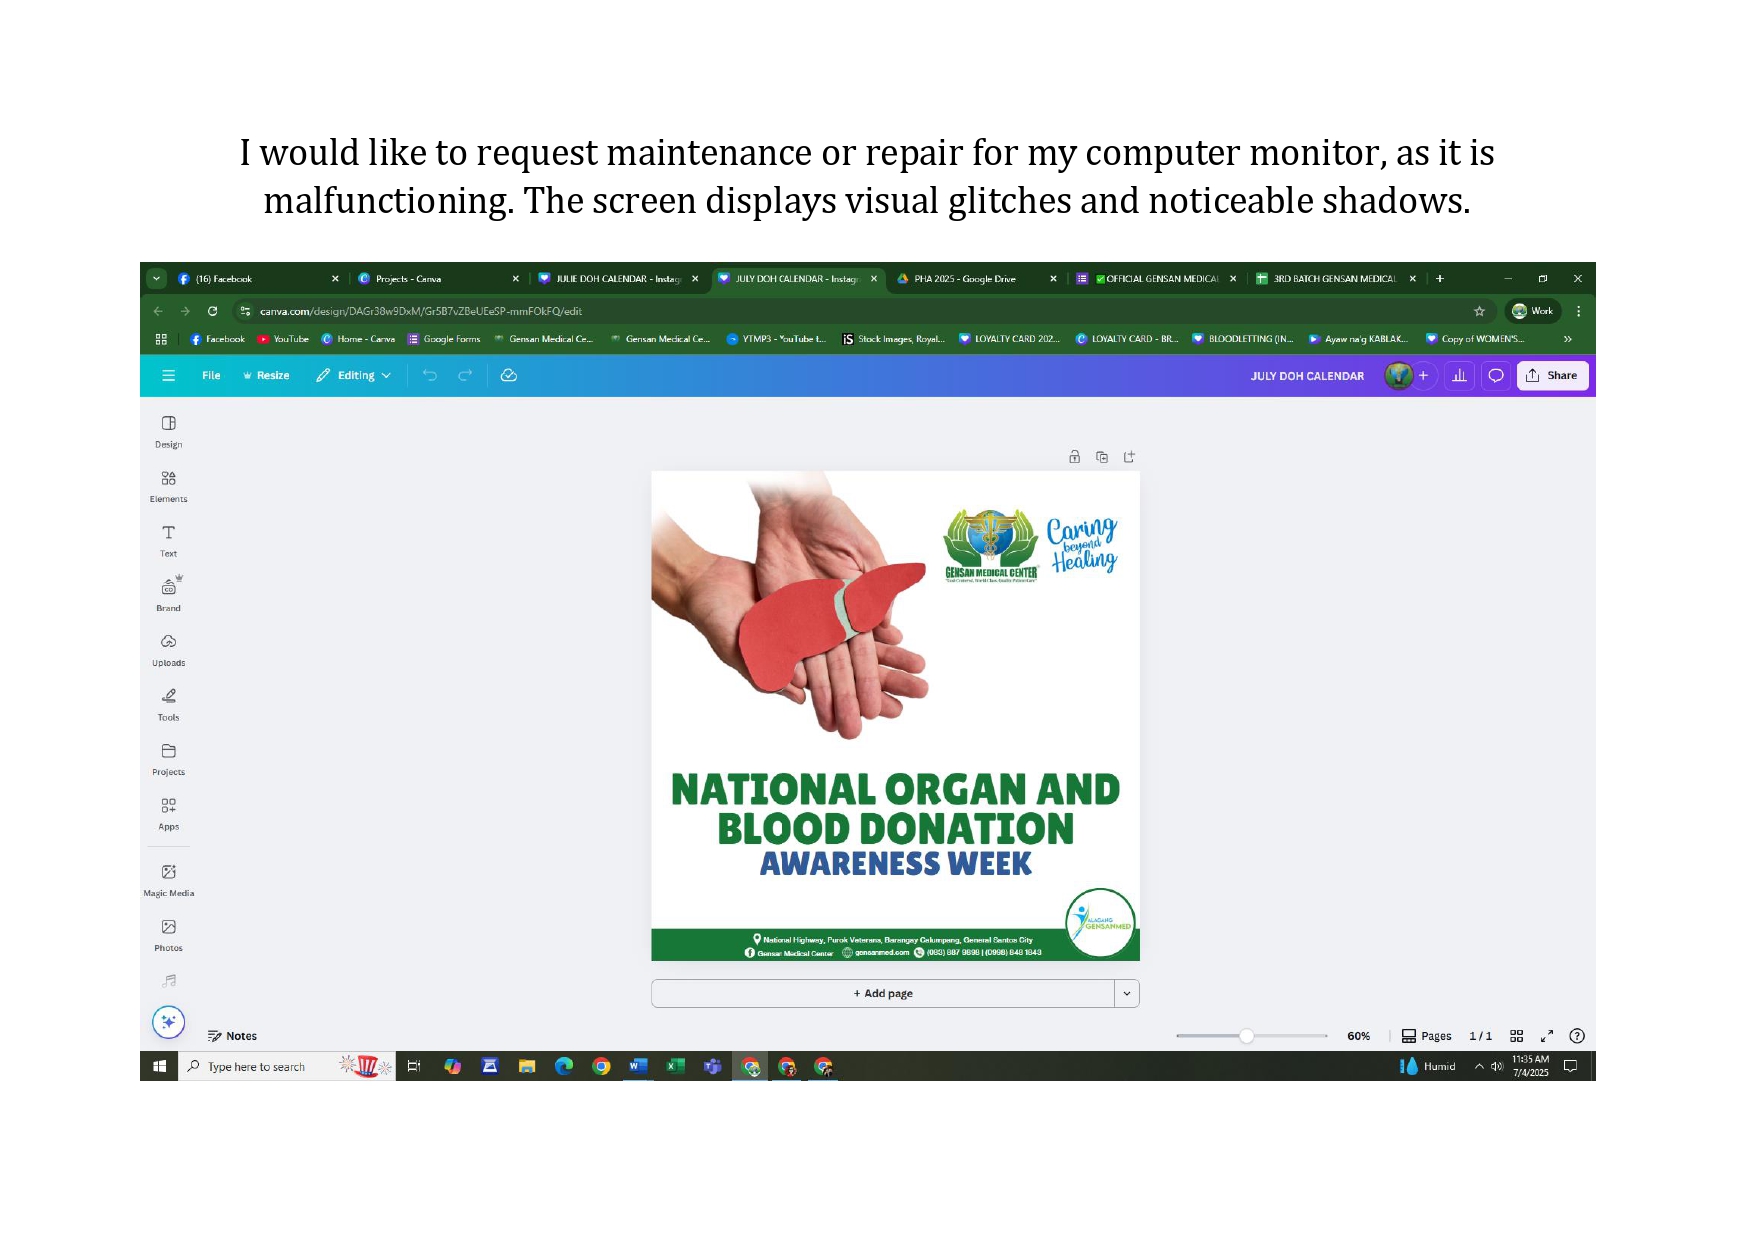 I would like to request maintenance or repair for my computer monitor, as it is
malfunctioning. The screen displays visual glitches and noticeable shadows.
(16) Facebook
Projects - Canva
JULIE DOH CALENDAR - Instag
JULY DOH CALENDAR - Instagr
PHA 2025 - Google Drive
OFFICIAL GENSAN MEDICAL
3RD BATCH GENSAN MEDICAL
canva.com/design/DAGr38w9DxM/Gr5B7vZBeUEeSP-mmFOkFQ/edit
Work
Facebook
YouTube
Home - Canva
Google Forms
Gensan Medical Ce...
Gensan Medical Ce...
YTMP3 - YouTube t...
iS Stock Images, Royal...
LOYALTY CARD 202...
LOYALTY CARD - BR...
BLOODLETTING (IN...
Ayaw na'g KABLAK...
Copy of WOMEN'S...
File
Resize
Editing
JULY DOH CALENDAR
Share
Design
Elements
Text
Brand
Uploads
Tools
Projects
Apps
Magic Media
Photos
GENSAN MEDICAL CENTER
Caring
beyond
Healing
NATIONAL ORGAN AND
BLOOD DONATION
AWARENESS WEEK
ALAGANG
GENSANMED
National Highway, Purok Veterans, Barangay Calumpang, General Santos City
Gensan Medical Center gensanmed.com (083) 887 9898 | (0998) 848 1843
+ Add page
Notes
60%
Pages
1 / 1
Type here to search
Humid
11:35 AM
7/4/2025